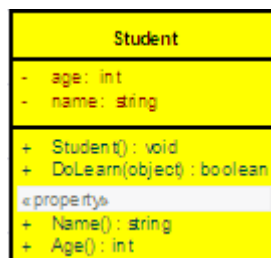 Student
- age: int
- name: string
+ Student() : void
+ DoLearn(object) : boolean
«property»
+ Name() : string
+ Age() : int